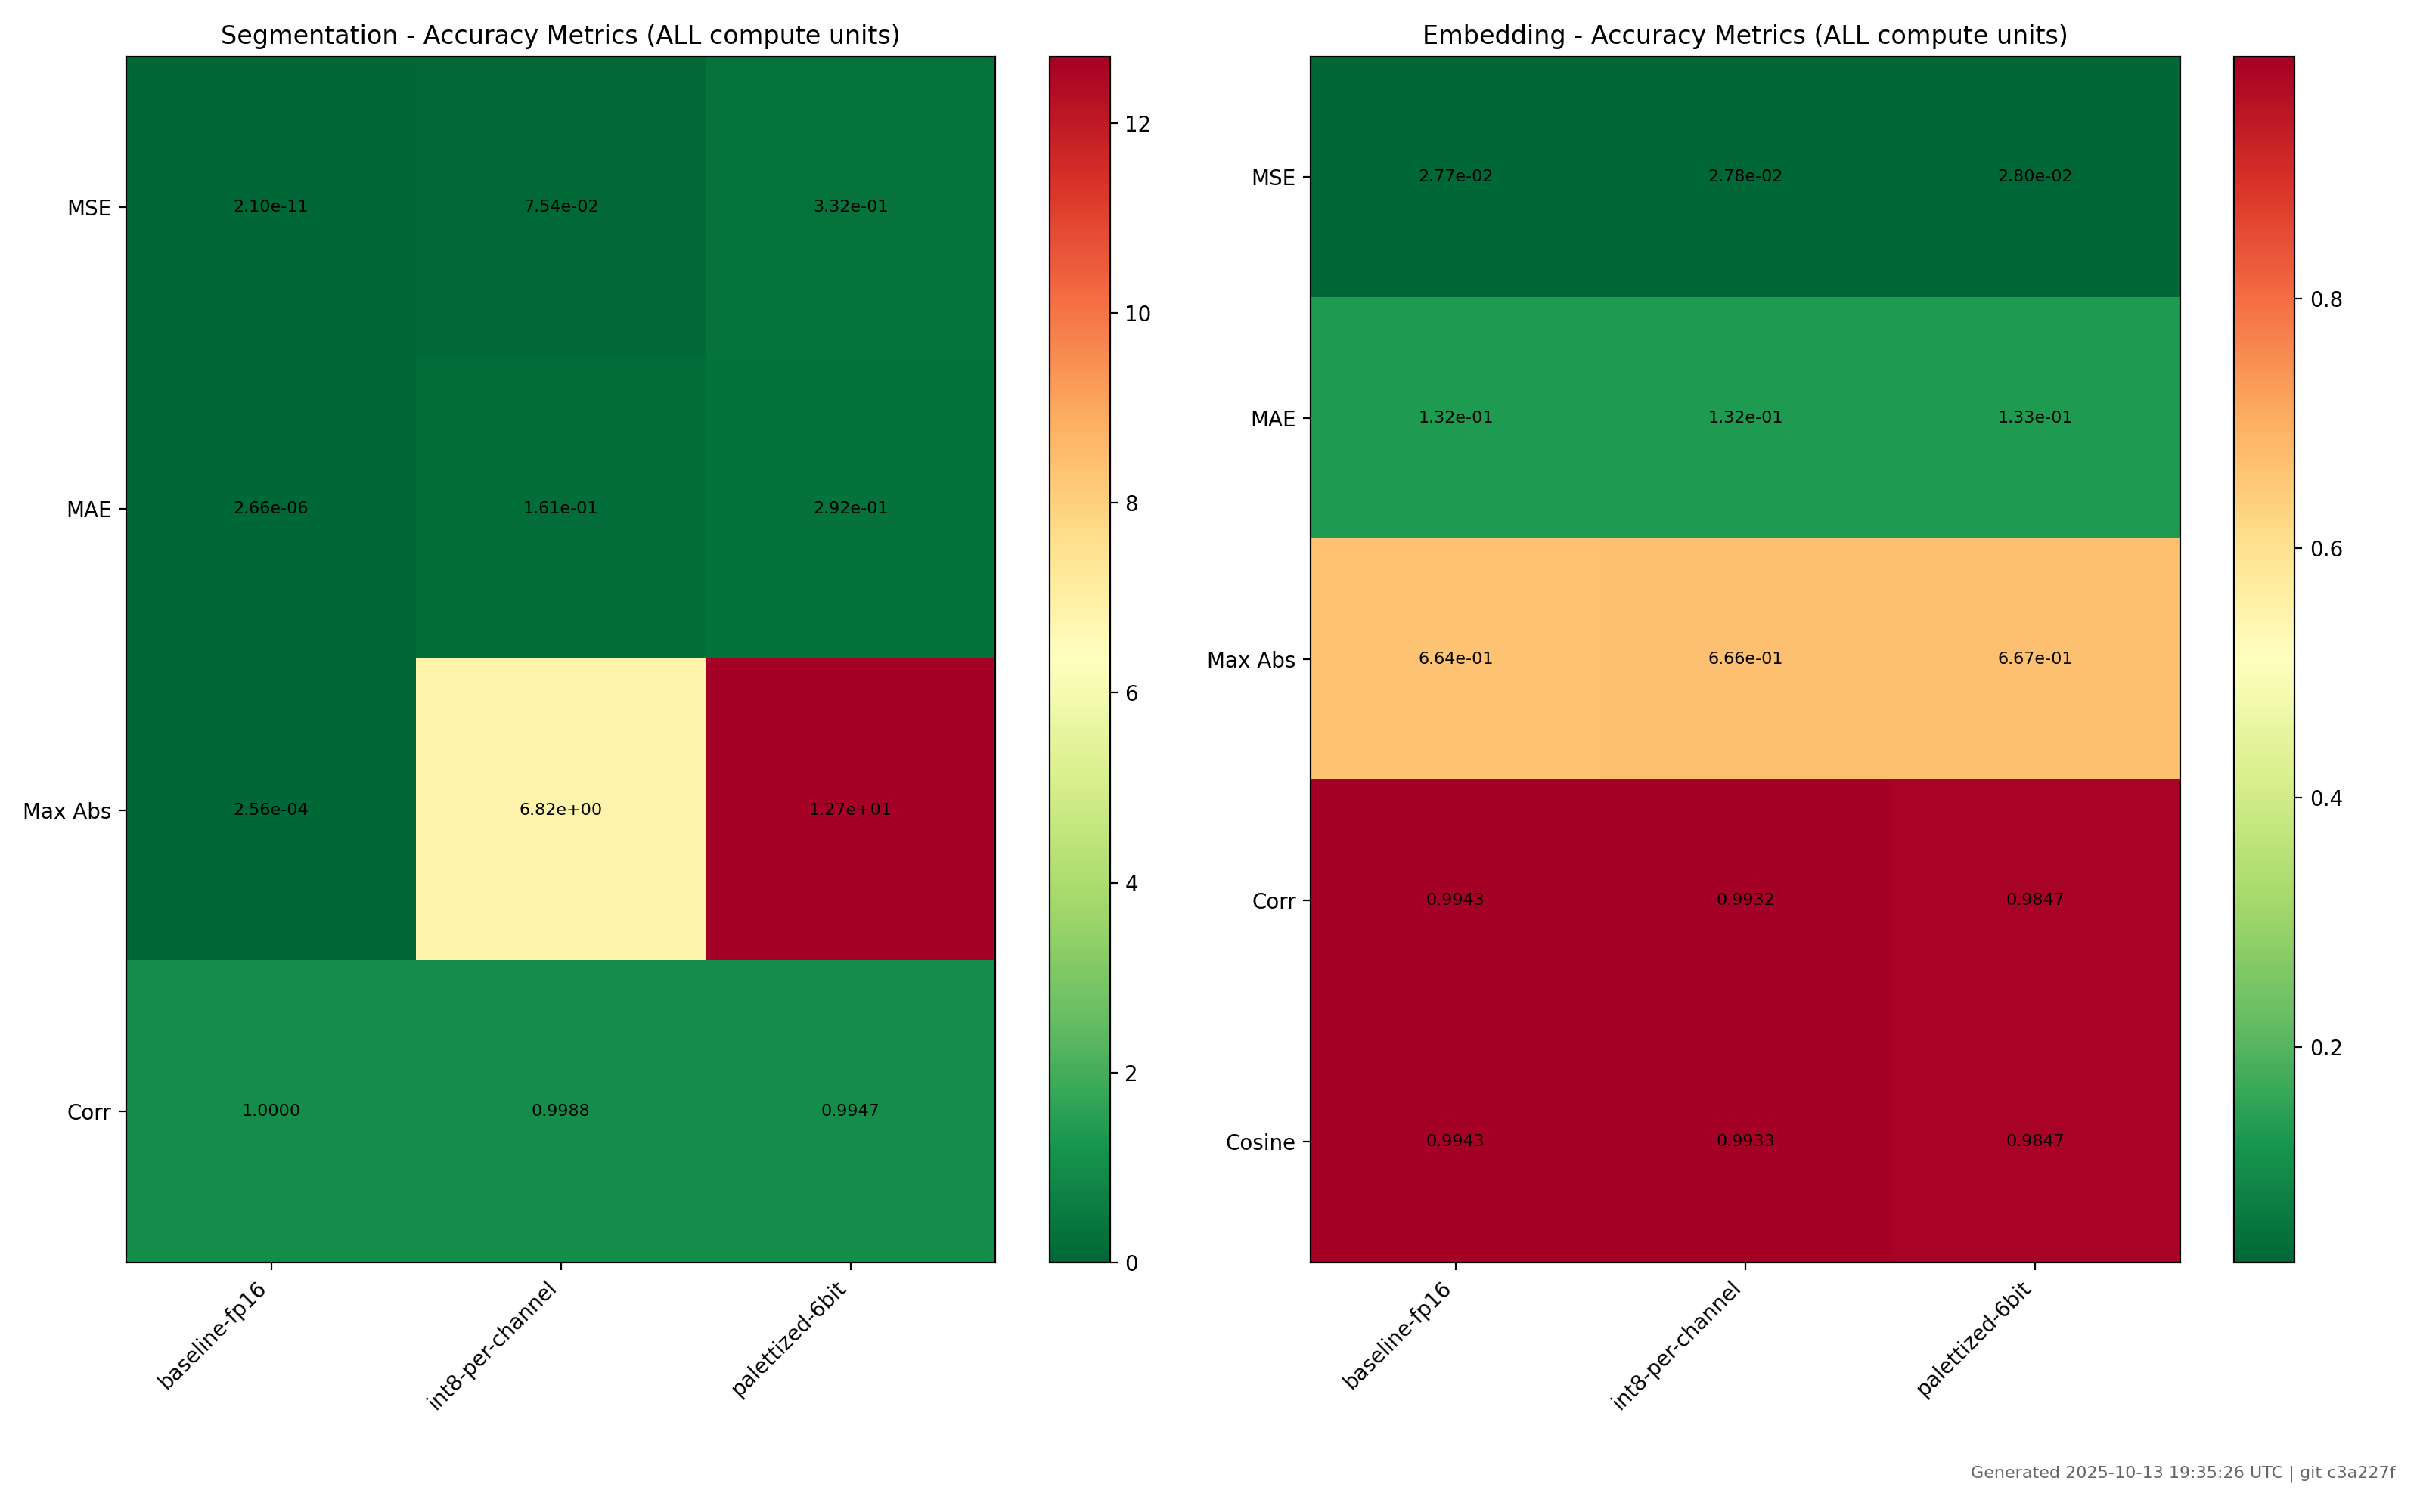 Segmentation - Accuracy Metrics (ALL compute units)
MSE
2.10e-11
7.54e-02
3.32e-01
MAE
2.66e-06
1.61e-01
2.92e-01
Max Abs
2.56e-04
6.82e+00
1.27e+01
Corr
1.0000
0.9988
0.9947
baseline-fp16
int8-per-channel
palettized-6bit
12
10
8
6
4
2
0
Embedding - Accuracy Metrics (ALL compute units)
MSE
2.77e-02
2.78e-02
2.80e-02
MAE
1.32e-01
1.32e-01
1.33e-01
Max Abs
6.64e-01
6.66e-01
6.67e-01
Corr
0.9943
0.9932
0.9847
Cosine
0.9943
0.9933
0.9847
baseline-fp16
int8-per-channel
palettized-6bit
0.8
0.6
0.4
0.2
Generated 2025-10-13 19:35:26 UTC | git c3a227f